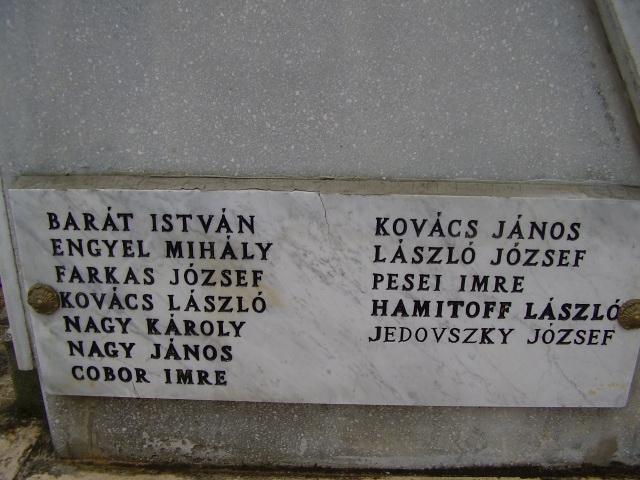 BARÁT ISTVÁN
ENGYEL MIHÁLY
FARKAS JÓZSEF
KOVÁCS LÁSZLÓ
NAGY KÁROLY
NAGY JÁNOS
COBOR IMRE
KOVÁCS JÁNOS
LÁSZLÓ JÓZSEF
PESEI IMRE
HAMITOFF LÁSZLÓ
JEDOVSZKY JÓZSEF